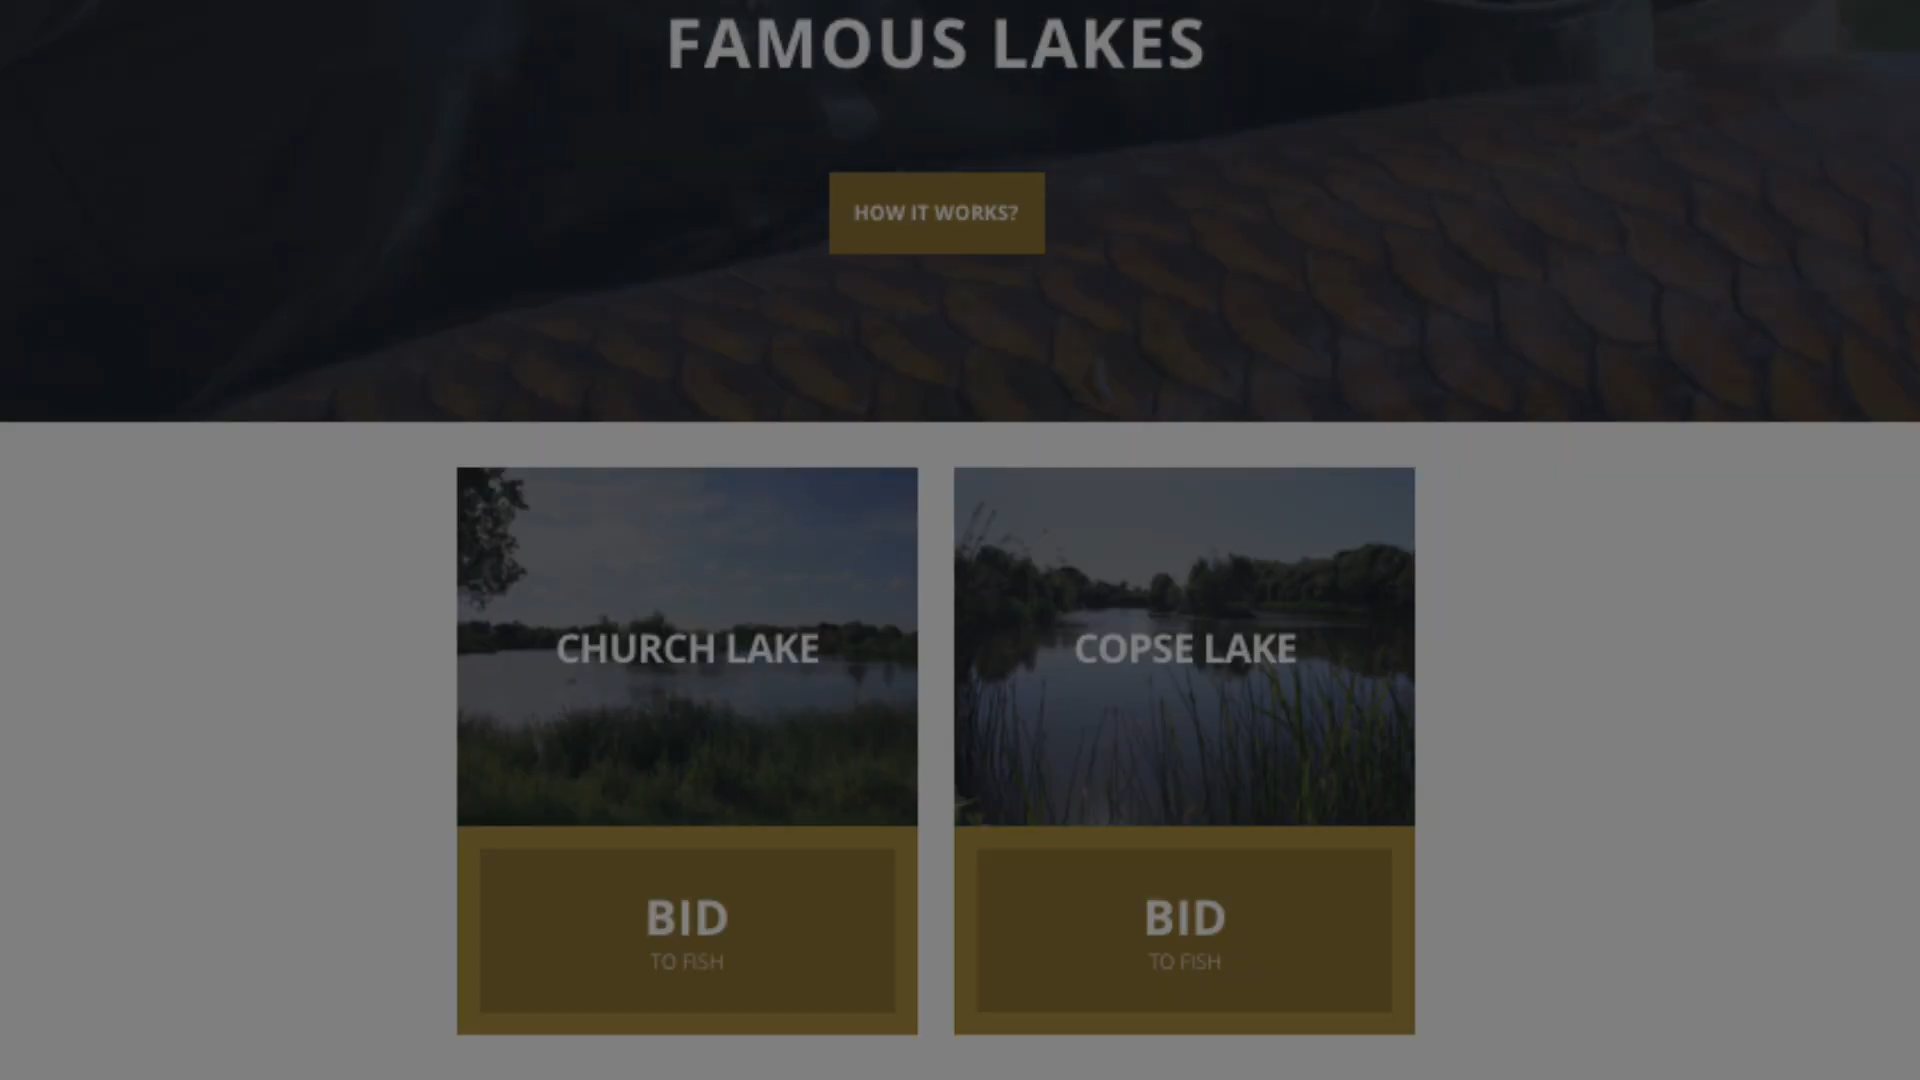 FAMOUS LAKES
HOW IT WORKS?
CHURCH LAKE
COPSE LAKE
BID
TO FISH
BID
TO FISH